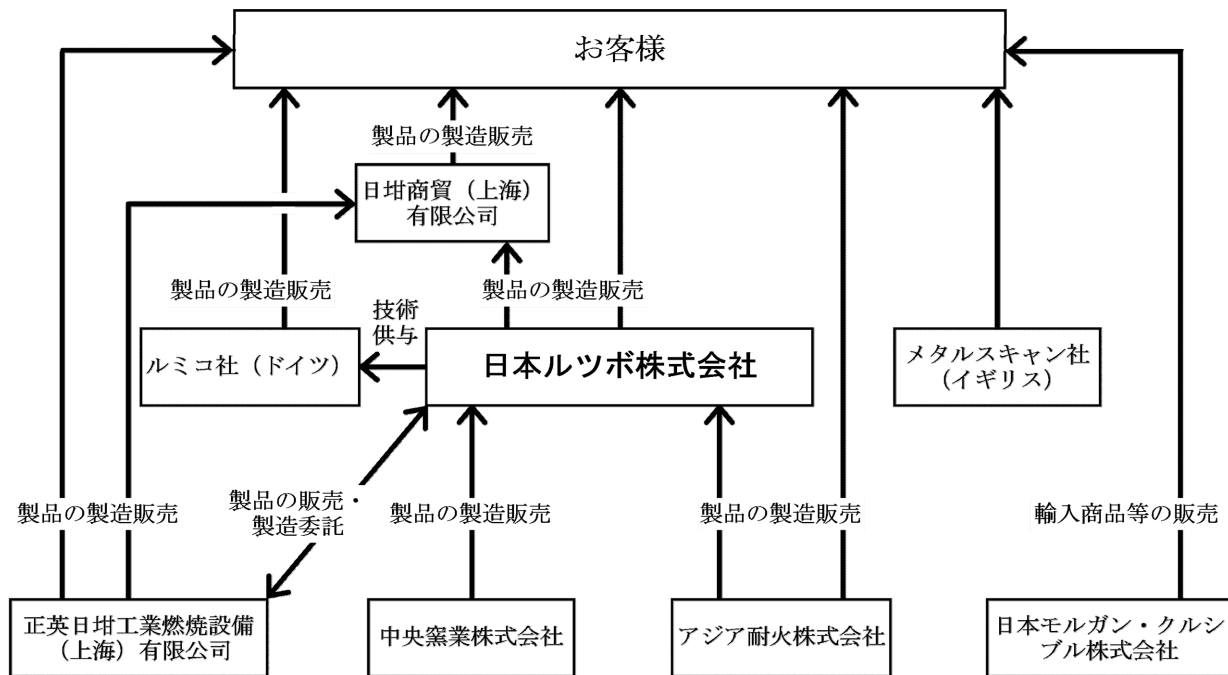 お客様
製品の製造販売
日坩商貿（上海）
有限公司
製品の製造販売
技術
供与
製品の製造販売
ルミコ社（ドイツ）
日本ルツボ株式会社
メタルスキャン社
（イギリス）
製品の製造販売
製品の販売・
製造委託
製品の製造販売
製品の製造販売
輸入商品等の販売
正英日坩工業燃焼設備
（上海）有限公司
中央窯業株式会社
アジア耐火株式会社
日本モルガン・クルシ
ブル株式会社